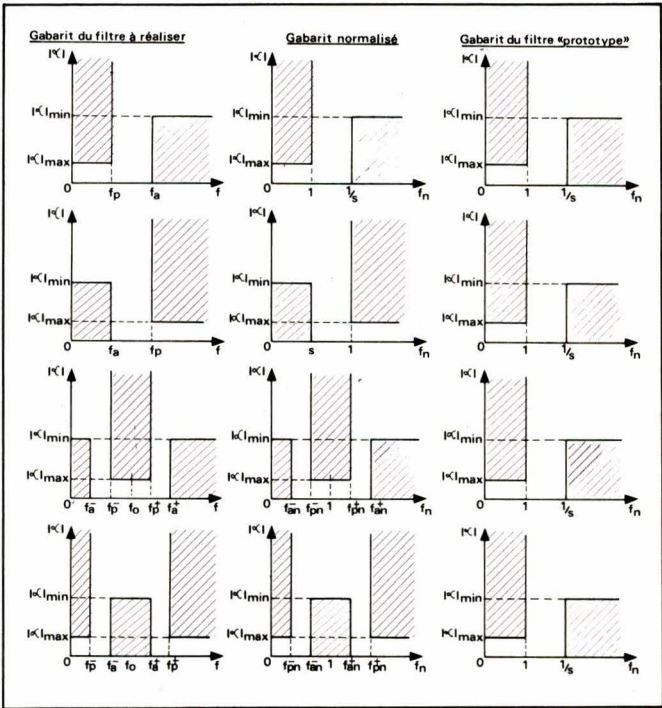 Gabarit du filtre à réaliser
Gabarit normalisé
Gabarit du filtre «prototype»
|∝|
|∝|min
|∝|max
0 fp fa f
|∝|
|∝|min
|∝|max
0 1 1/s fn
|∝|
|∝|min
|∝|max
0 1 1/s fn
|∝|
|∝|min
|∝|max
0 fa fp f
|∝|
|∝|min
|∝|max
0 s 1 fn
|∝|
|∝|min
|∝|max
0 1 1/s fn
|∝|
|∝|min
|∝|max
0 fa⁻ fp⁻ fo fp⁺ fa⁺ f
|∝|
|∝|min
|∝|max
0 fan⁻ fpn⁻ 1 fpn⁺ fan⁺ fn
|∝|
|∝|min
|∝|max
0 1 1/s fn
|∝|
|∝|min
|∝|max
0 fp⁻ fa⁻ fo fa⁺ fp⁺ f
|∝|
|∝|min
|∝|max
0 fpn⁻ fan⁻ 1 fan⁺ fpn⁺ fn
|∝|
|∝|min
|∝|max
0 1 1/s fn